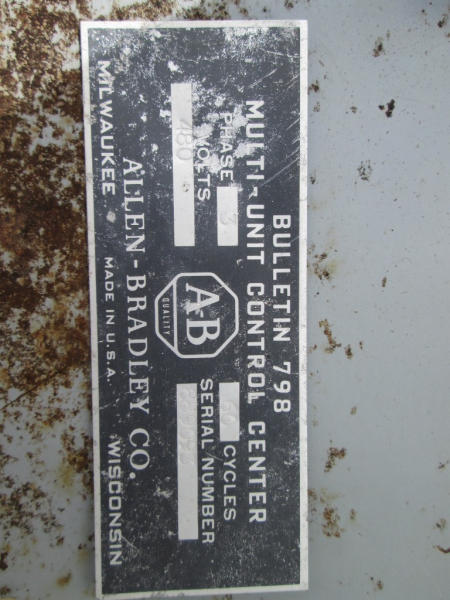 BULLETIN 798
MULTI-UNIT CONTROL CENTER
PHASE 3 60 CYCLES
VOLTS SERIAL NUMBER
480
A-B
QUALITY
ALLEN-BRADLEY CO.
MILWAUKEE MADE IN U.S.A. WISCONSIN